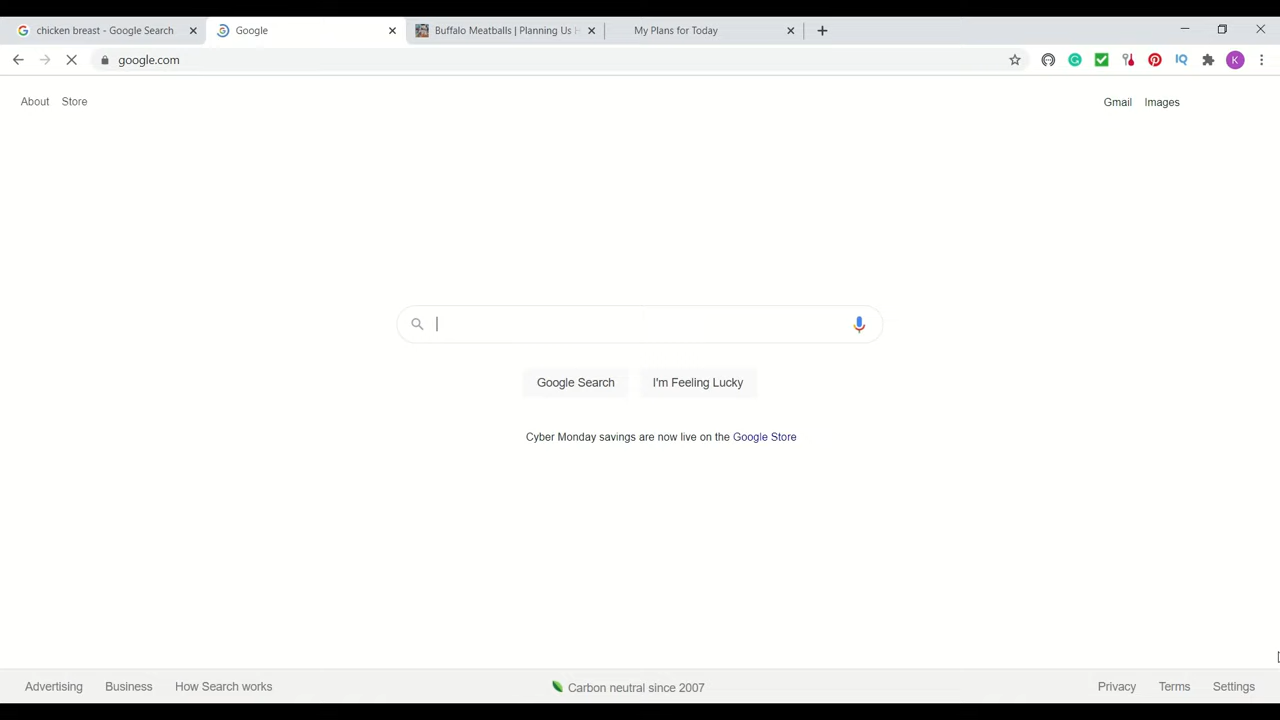 chicken breast - Google Search
Google
Buffalo Meatballs | Planning Us H
My Plans for Today
google.com
K
IQ
About Store
Gmail Images
Google Search I'm Feeling Lucky
Cyber Monday savings are now live on the Google Store
Advertising Business How Search works
Carbon neutral since 2007
Privacy Terms Settings